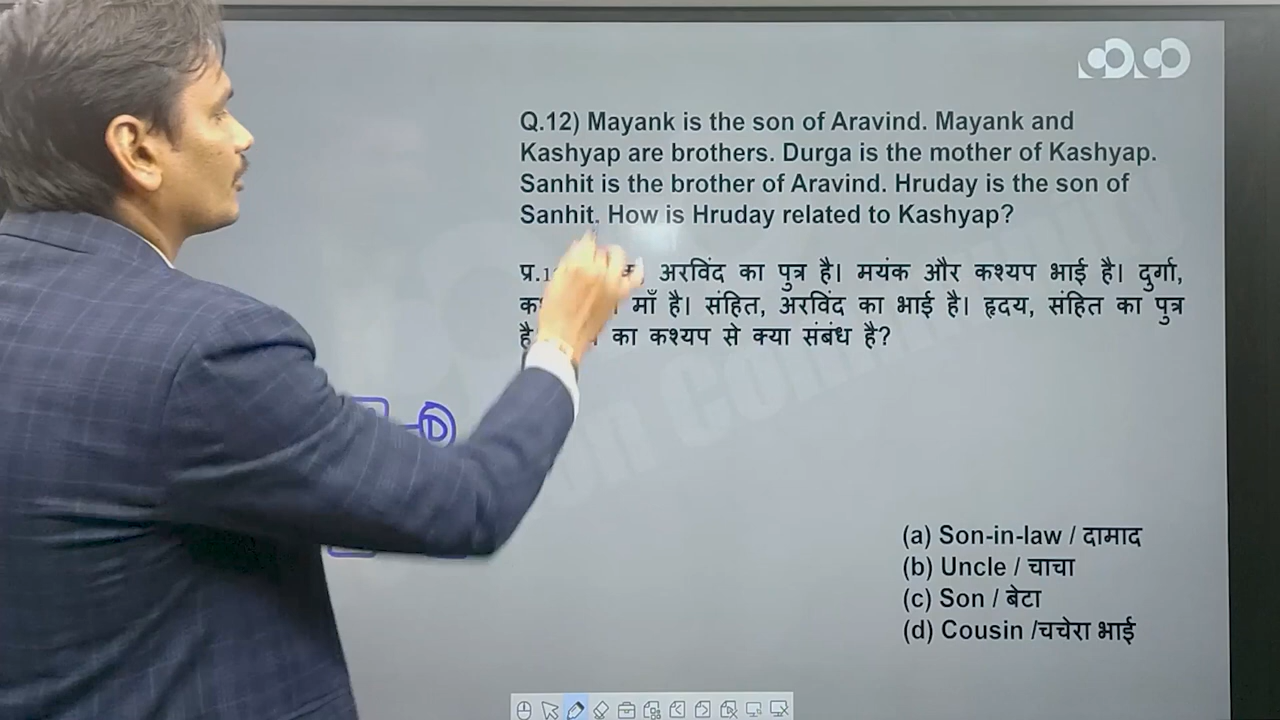 Q.12) Mayank is the son of Aravind. Mayank and
Kashyap are brothers. Durga is the mother of Kashyap.
Sanhit is the brother of Aravind. Hruday is the son of
Sanhit. How is Hruday related to Kashyap?
प्र.1 अरविंद का पुत्र है। मयंक और कश्यप भाई है। दुर्गा,
माँ है। संहित, अरविंद का भाई है। हृदय, संहित का पुत्र
है का कश्यप से क्या संबंध है?
D
(a) Son-in-law / दामाद
(b) Uncle / चाचा
(c) Son / बेटा
(d) Cousin /चचेरा भाई